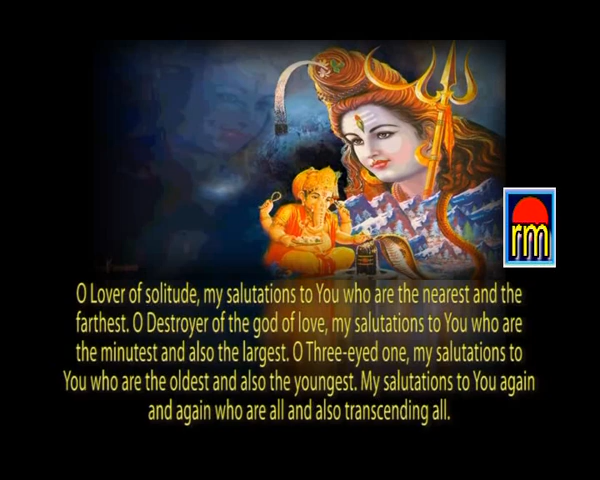 rm
O Lover of solitude, my salutations to You who are the nearest and the
farthest. O Destroyer of the god of love, my salutations to You who are
the minutest and also the largest. O Three-eyed one, my salutations to
You who are the oldest and also the youngest. My salutations to You again
and again who are all and also transcending all.